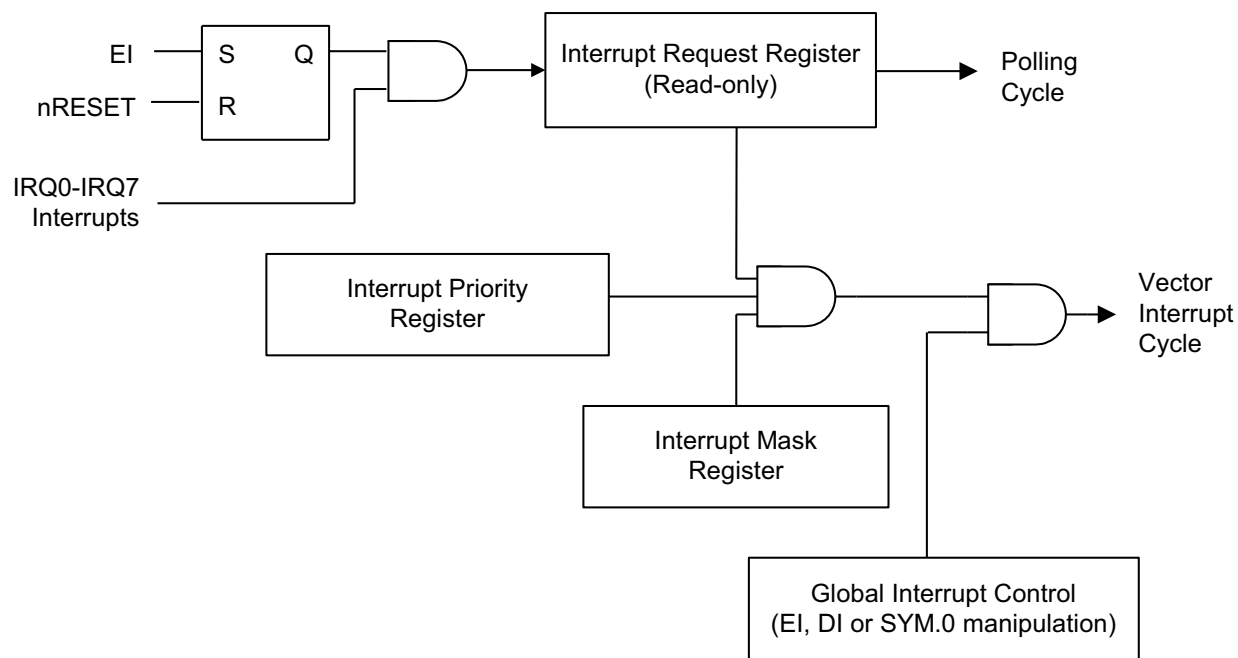 EI
S
Q
nRESET
R
IRQ0-IRQ7
Interrupts
Interrupt Request Register
(Read-only)
Polling
Cycle
Interrupt Priority
Register
Vector
Interrupt
Cycle
Interrupt Mask
Register
Global Interrupt Control
(EI, DI or SYM.0 manipulation)